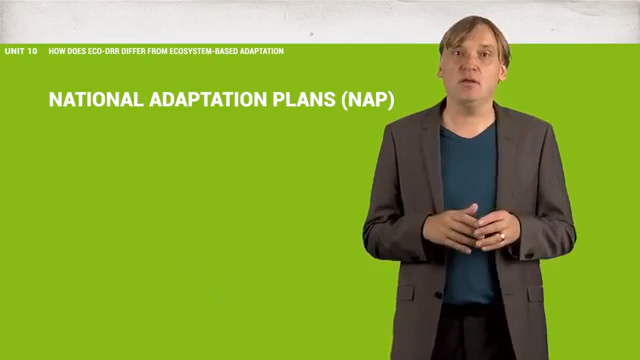 UNIT 10 HOW DOES ECO-DRR DIFFER FROM ECOSYSTEM-BASED ADAPTATION
NATIONAL ADAPTATION PLANS (NAP)